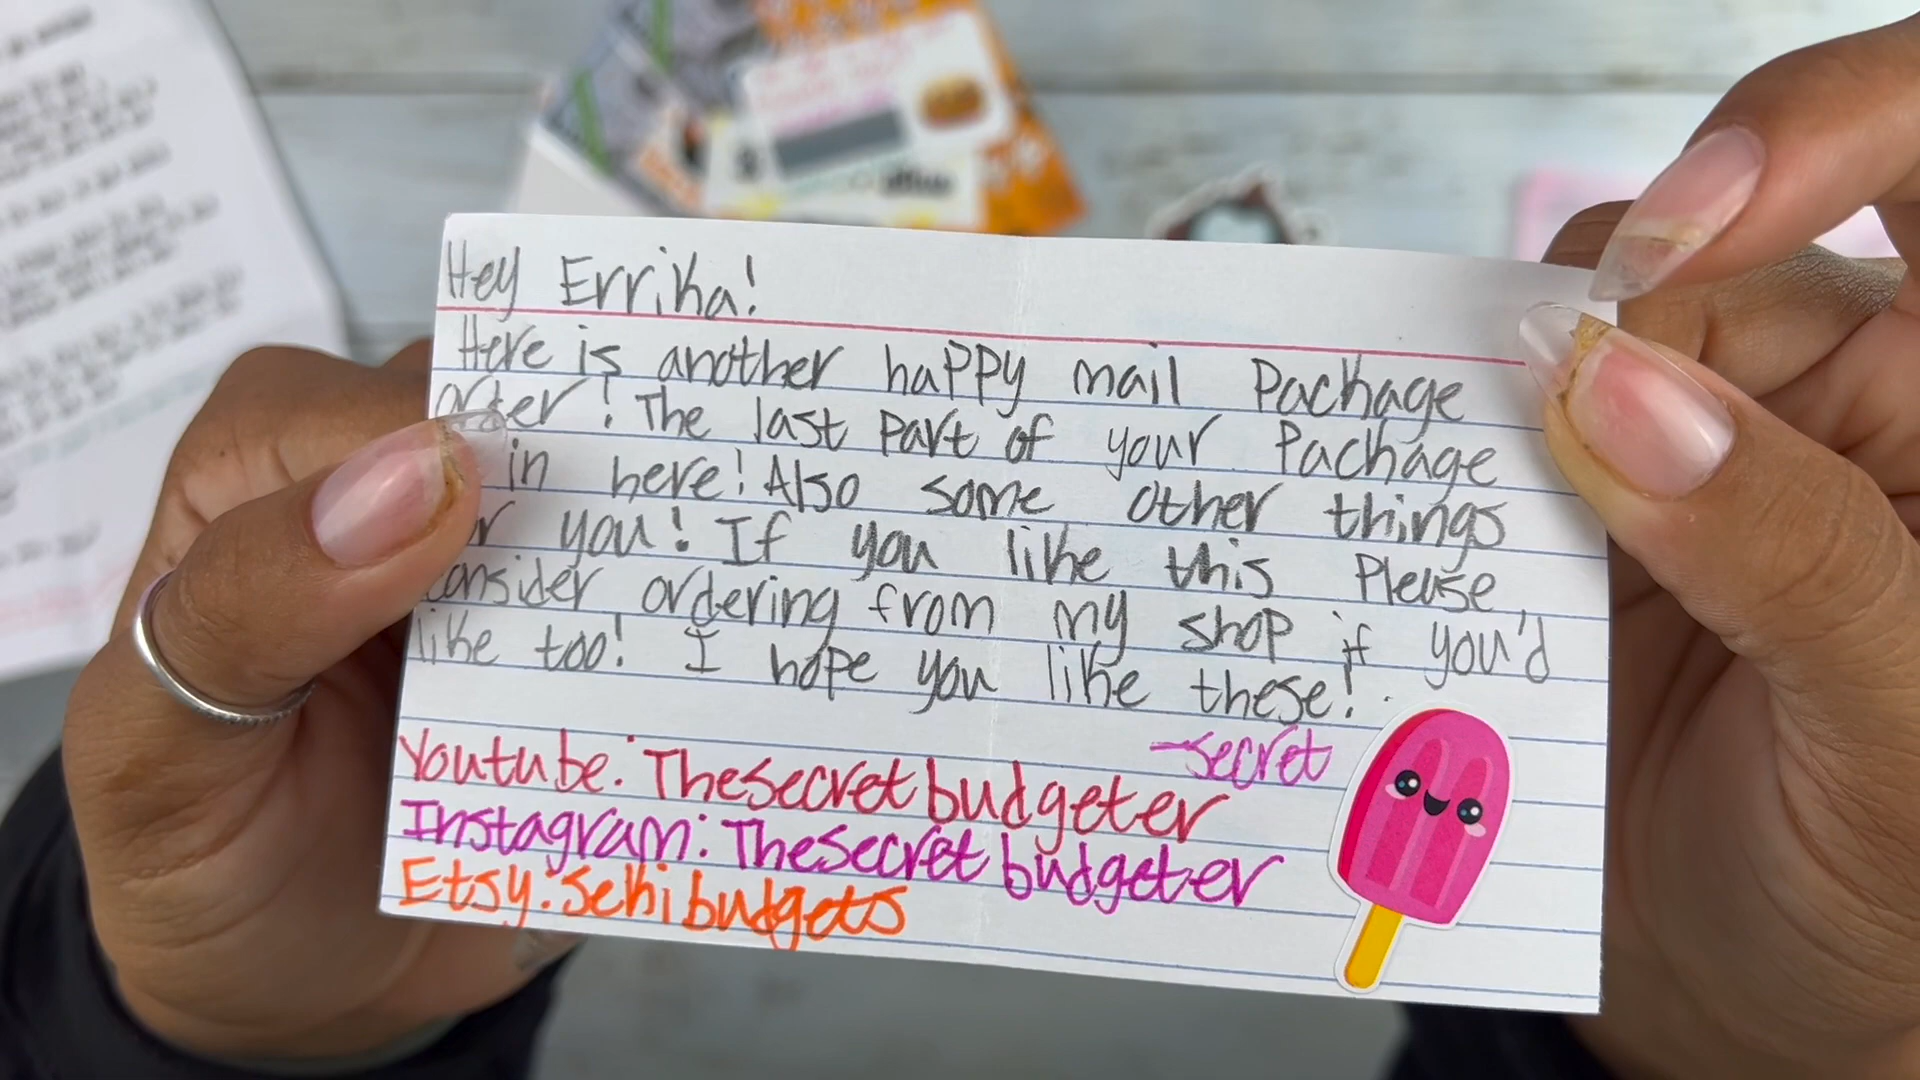 Hey Errika!
Here is another happy mail Package
order! The last part of your Package
in here! Also some other things
you! If you like this Please
consider ordering from my shop if you'd
like too! I hope you like these!
-secret
Youtube: Thesecretbudgeter
Instagram: Thesecretbudgeter
Etsy: sehibudgets